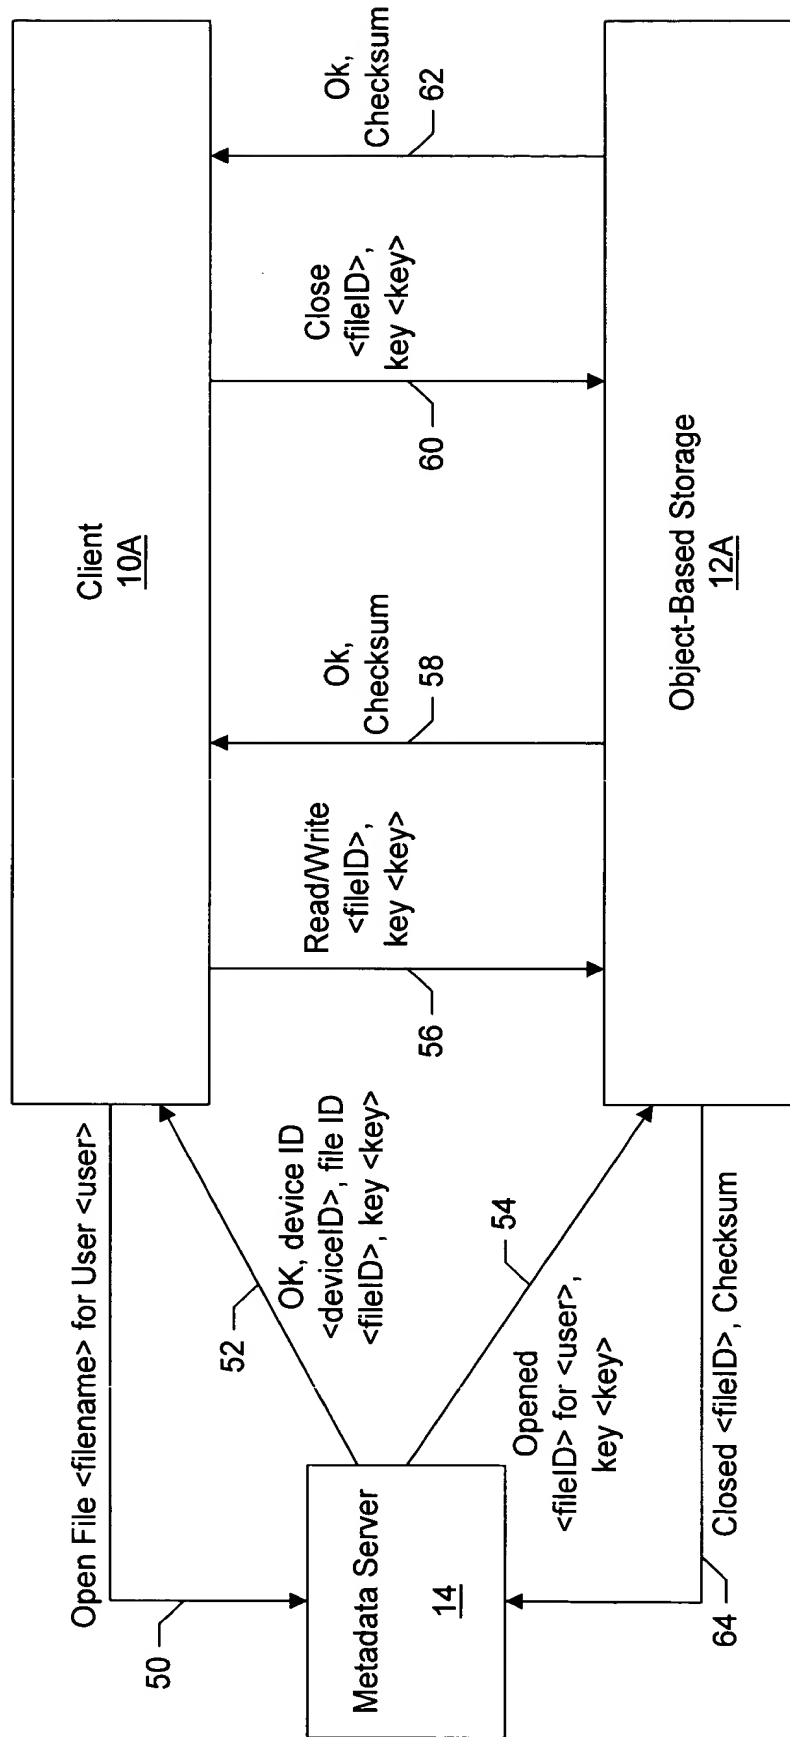 Client
10A
Open File <filename> for User <user>
50
52
OK, device ID
<deviceID>, file ID
<fileID>, key <key>
Read/Write
<fileID>,
key <key>
56
Ok,
Checksum
58
Close
<fileID>,
key <key>
60
Ok,
Checksum
62
Metadata Server
14
54
Opened
<fileID> for <user>,
key <key>
64
Closed <fileID>, Checksum
Object-Based Storage
12A